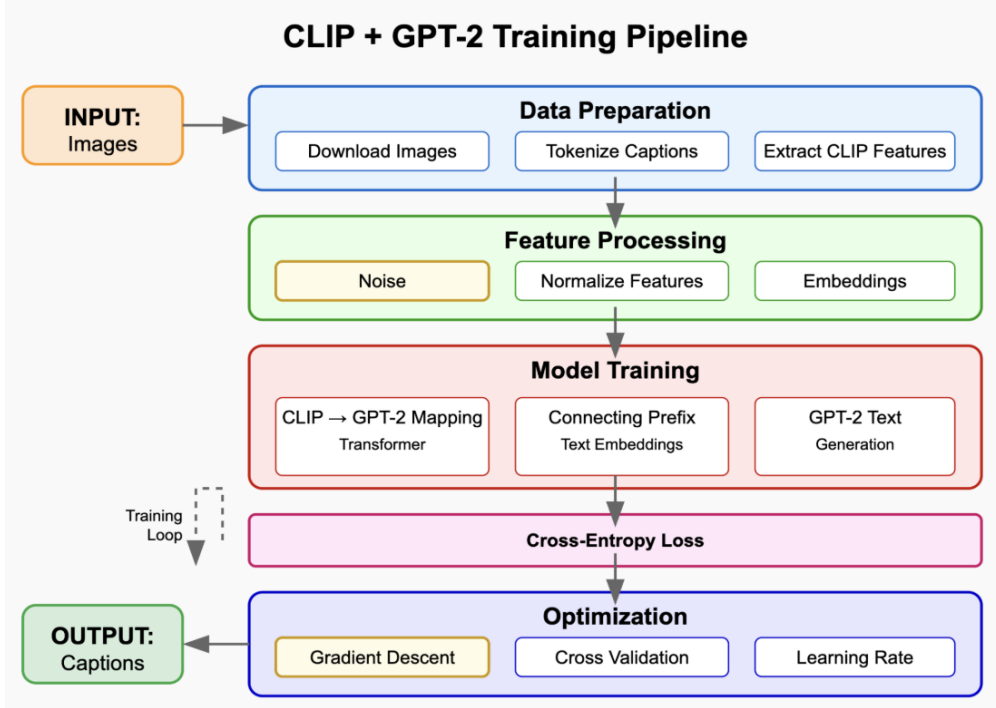 CLIP + GPT-2 Training Pipeline
INPUT:
Images
Data Preparation
Download Images
Tokenize Captions
Extract CLIP Features
Feature Processing
Noise
Normalize Features
Embeddings
Model Training
CLIP → GPT-2 Mapping
Transformer
Connecting Prefix
Text Embeddings
GPT-2 Text
Generation
Training
Loop
Cross-Entropy Loss
OUTPUT:
Captions
Optimization
Gradient Descent
Cross Validation
Learning Rate